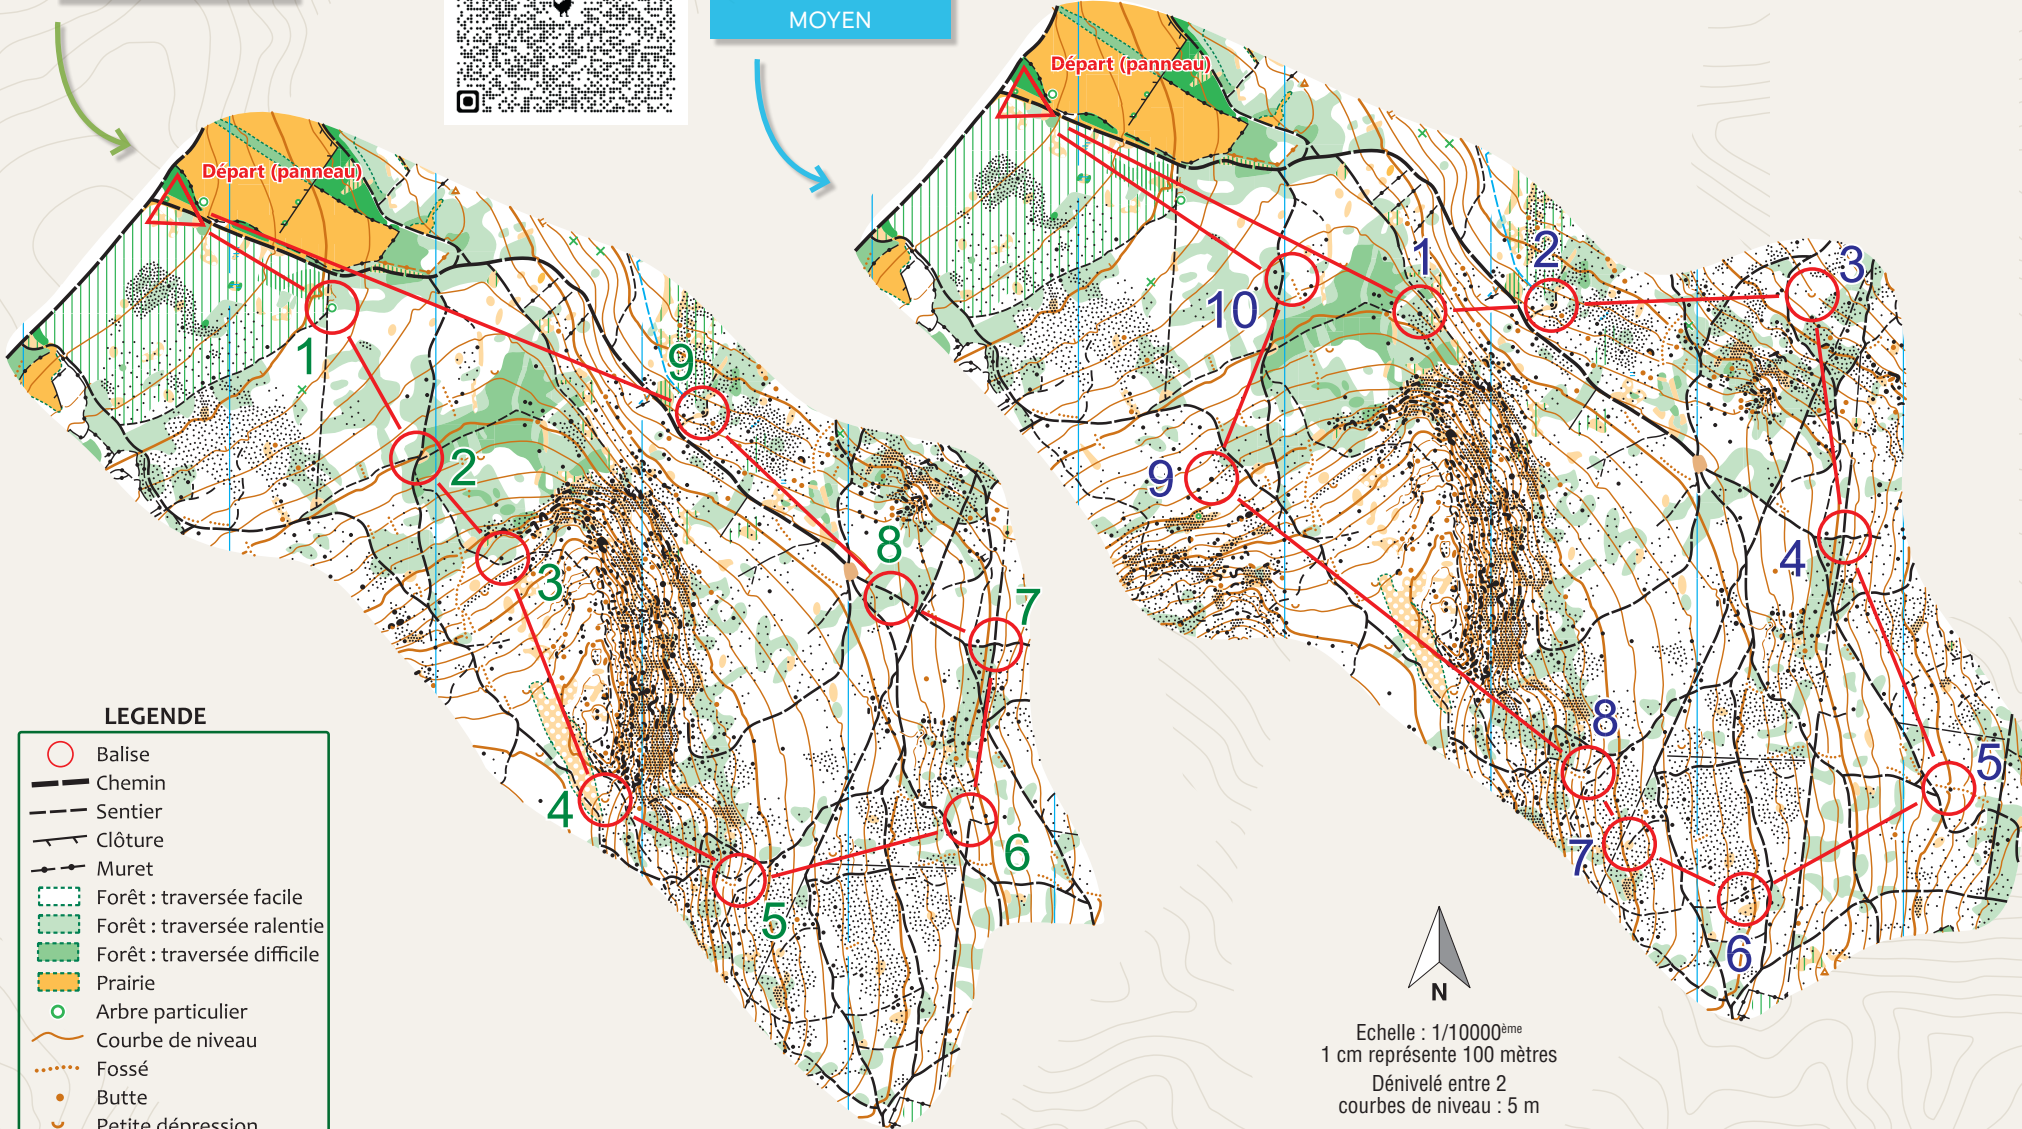 MOYEN
Départ (panneau)
1
2
3
4
5
6
7
8
9
Départ (panneau)
1
2
3
4
5
6
7
8
9
10
LEGENDE
Balise
Chemin
Sentier
Clôture
Muret
Forêt : traversée facile
Forêt : traversée ralentie
Forêt : traversée difficile
Prairie
Arbre particulier
Courbe de niveau
Fossé
Butte
Petite dépression
N
Echelle : 1/10000ème
1 cm représente 100 mètres
Dénivelé entre 2
courbes de niveau : 5 m